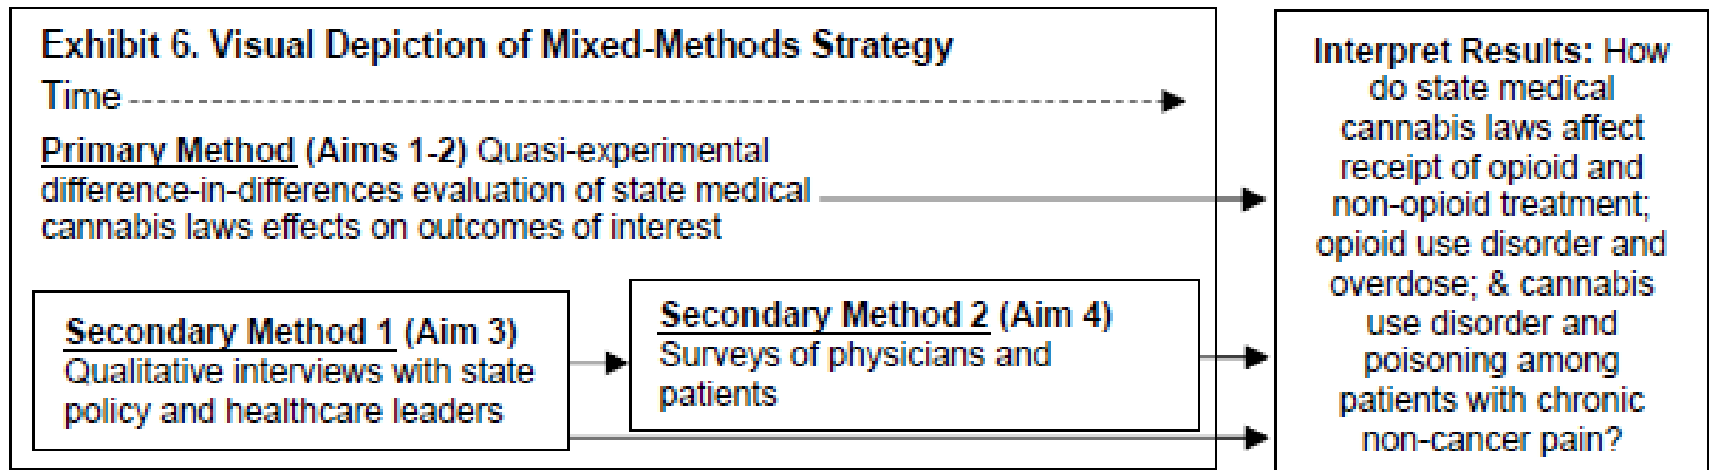 Exhibit 6. Visual Depiction of Mixed-Methods Strategy
Time
Primary Method (Aims 1-2) Quasi-experimental
difference-in-differences evaluation of state medical
cannabis laws effects on outcomes of interest
Secondary Method 1 (Aim 3)
Qualitative interviews with state
policy and healthcare leaders
Secondary Method 2 (Aim 4)
Surveys of physicians and
patients
Interpret Results: How
do state medical
cannabis laws affect
receipt of opioid and
non-opioid treatment;
opioid use disorder and
overdose; & cannabis
use disorder and
poisoning among
patients with chronic
non-cancer pain?